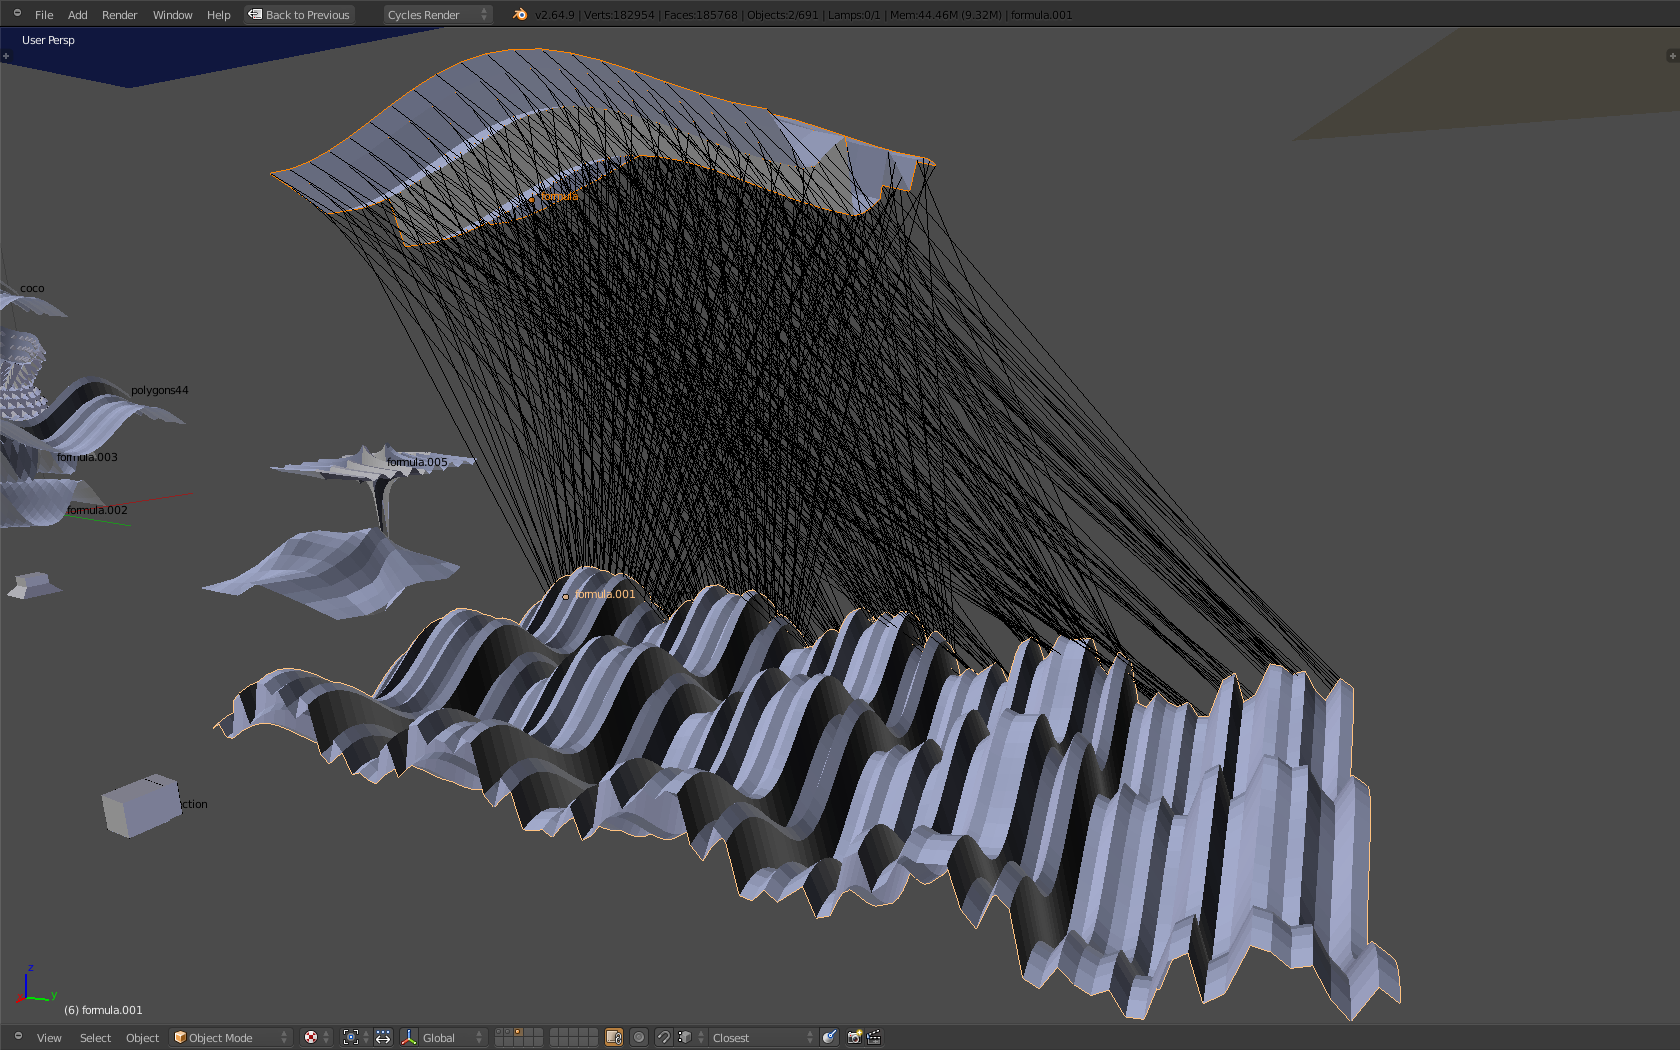 File Add Render Window Help Back to Previous Cycles Render v2.64.9 | Verts:182954 | Faces:185768 | Objects:2/691 | Lamps:0/1 | Mem:44.46M (9.32M) | formula.001
User Persp
formula
coco
polygons44
formula.003
formula.005
formula.002
formula.001
ction
z
y
(6) formula.001
View Select Object Object Mode Global Closest